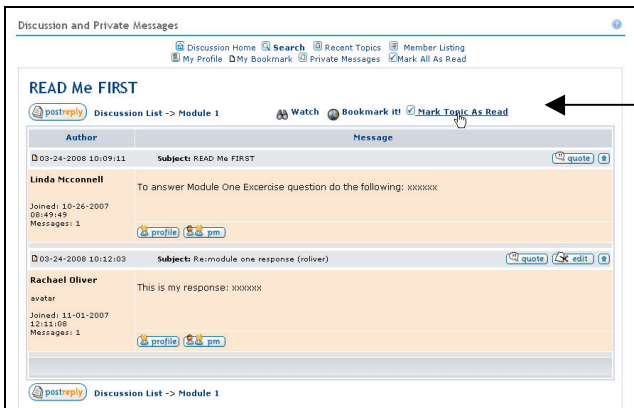 Discussion and Private Messages
Discussion Home Search Recent Topics Member Listing
My Profile My Bookmark Private Messages Mark All As Read
READ Me FIRST
postreply Discussion List -> Module 1 Watch Bookmark it! Mark Topic As Read
Author Message
03-24-2008 10:09:11 Subject: READ Me FIRST quote
Linda Mcconnell
To answer Module One Excercise question do the following: xxxxxx
Joined: 10-26-2007
08:49:49
Messages: 1
profile pm
03-24-2008 10:12:03 Subject: Re:module one response (roliver) quote edit
Rachael Oliver
This is my response: xxxxxx
avatar
Joined: 11-01-2007
12:11:08
Messages: 1
profile pm
postreply Discussion List -> Module 1